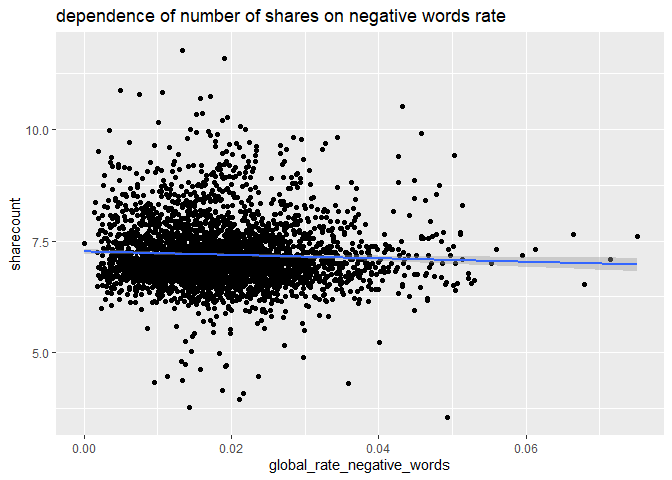 dependence of number of shares on negative words rate
10.0
7.5
5.0
sharecount
0.00 0.02 0.04 0.06
global_rate_negative_words